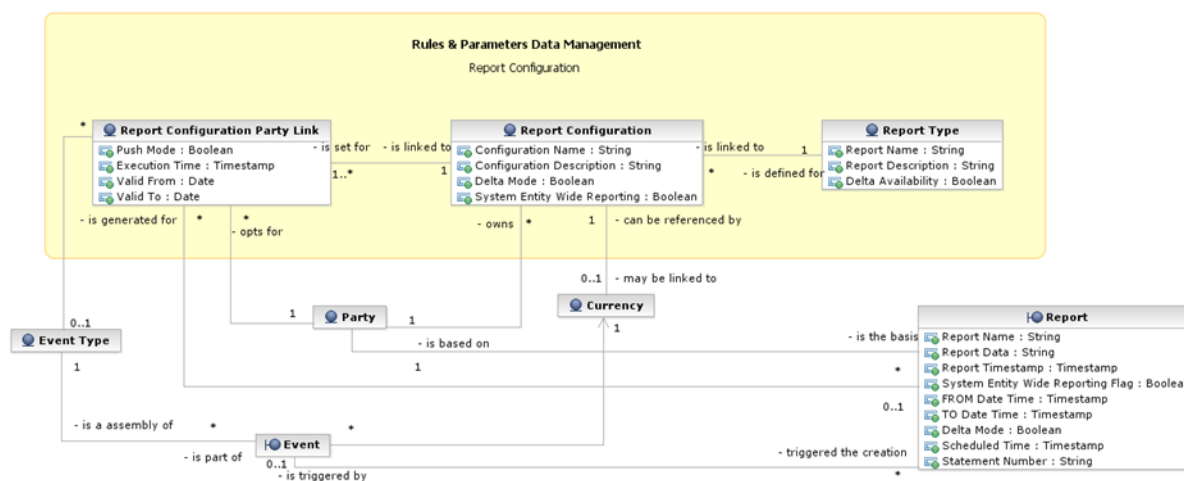 Rules & Parameters Data Management
Report Configuration
*
Report Configuration Party Link
Push Mode : Boolean
Execution Time : Timestamp
Valid From : Date
Valid To : Date
- is set for
- is linked to
1..*
1
Report Configuration
Configuration Name : String
Configuration Description : String
Delta Mode : Boolean
System Entity Wide Reporting : Boolean
- is linked to
1
*
- is defined for
Report Type
Report Name : String
Report Description : String
Delta Availability : Boolean
- is generated for
*
*
- opts for
- owns
*
1
- can be referenced by
0..1
- may be linked to
0..1
Event Type
1
1
Party
1
Currency
1
- is based on
1
- is the basis
*
0..1
Report
Report Name : String
Report Data : String
Report Timestamp : Timestamp
System Entity Wide Reporting Flag : Boolea
FROM Date Time : Timestamp
TO Date Time : Timestamp
Delta Mode : Boolean
Scheduled Time : Timestamp
Statement Number : String
- is a assembly of
*
- is part of
Event
*
0..1
- is triggered by
- triggered the creation
*